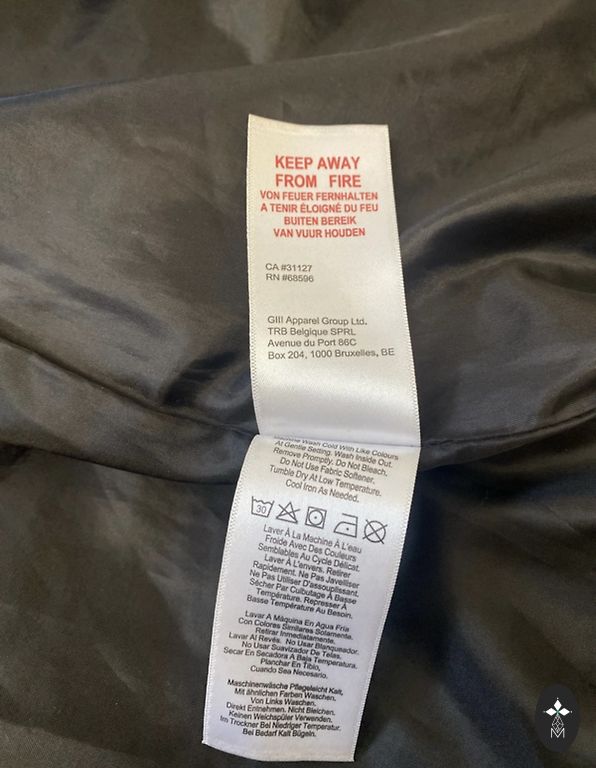 KEEP AWAY
FROM FIRE
VON FEUER FERNHALTEN
A TENIR ÉLOIGNÉ DU FEU
BUITEN BEREIK
VAN VUUR HOUDEN
CA #31127
RN #68596
GIII Apparel Group Ltd.
TRB Belgique SPRL
Avenue du Port 86C
Box 204, 1000 Bruxelles, BE
Machine Wash Cold With Like Colours
At Gentle Setting. Wash Inside Out.
Remove Promptly. Do Not Bleach.
Do Not Use Fabric Softener.
Tumble Dry At Low Temperature.
Cool Iron As Needed.
30
Laver À La Machine À L'eau
Froide Avec Des Couleurs
Semblables Au Cycle Délicat.
Laver À L'envers. Retirer
Rapidement. Ne Pas Javelliser
Ne Pas Utiliser D'assouplissant.
Sécher Par Culbutage À Basse
Température. Represser À
Basse Température Au Besoin.
Lavar A Máquina En Agua Fria
Con Colores Similares Solamente.
Retirar Inmediatamente.
Lavar Al Revés. No Usar Blanqueador.
No Usar Suavizador De Telas.
Secar En Secadora A Baja Temperatura.
Planchar En Tibio,
Cuando Sea Necesario.
Maschinenwäsche Pflegeleicht Kalt,
Mit ähnlichen Farben Waschen.
Von Links Waschen.
Direkt Entnehmen. Nicht Bleichen.
Keinen Weichspüler Verwenden.
Im Trockner Bei Niedriger Temperatur.
Bei Bedarf Kalt Bügeln.
M